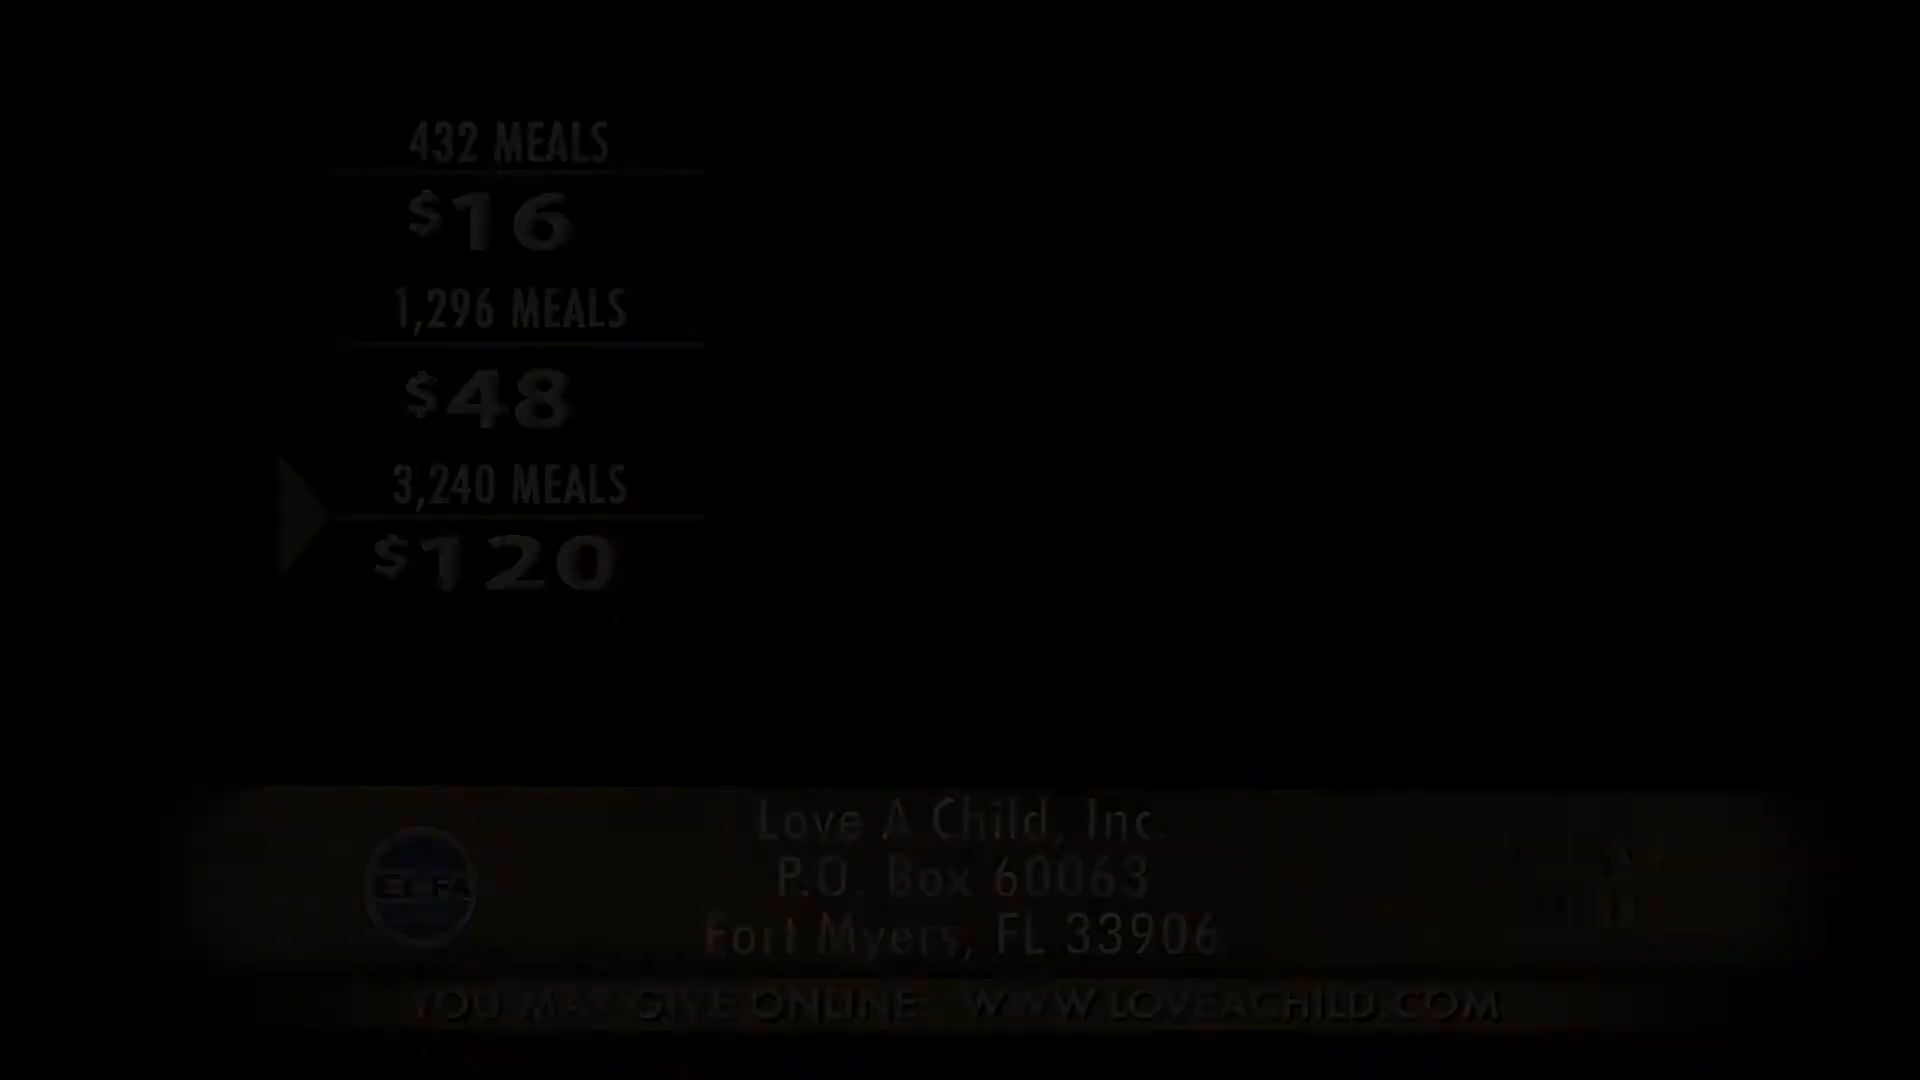 432 MEALS
$16
1,296 MEALS
$48
3,240 MEALS
$120
Love A Child, Inc.
P.O. Box 60063
Fort Myers, FL 33906
ECFA
YOU MAY GIVE ONLINE WWW.LOVEACHILD.COM